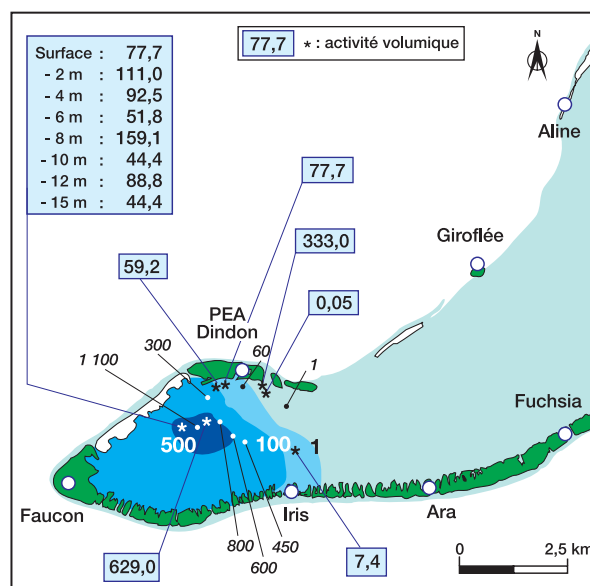 Surface : 77,7
- 2 m : 111,0
- 4 m : 92,5
- 6 m : 51,8
- 8 m : 159,1
- 10 m : 44,4
- 12 m : 88,8
- 15 m : 44,4
77,7 * : activité volumique
N
Aline
77,7
333,0
Giroflée
59,2
0,05
PEA
Dindon
300
60
1
1 100
Fuchsia
500
100
1
Faucon
Iris
Ara
800
600
450
629,0
7,4
0 2,5 km